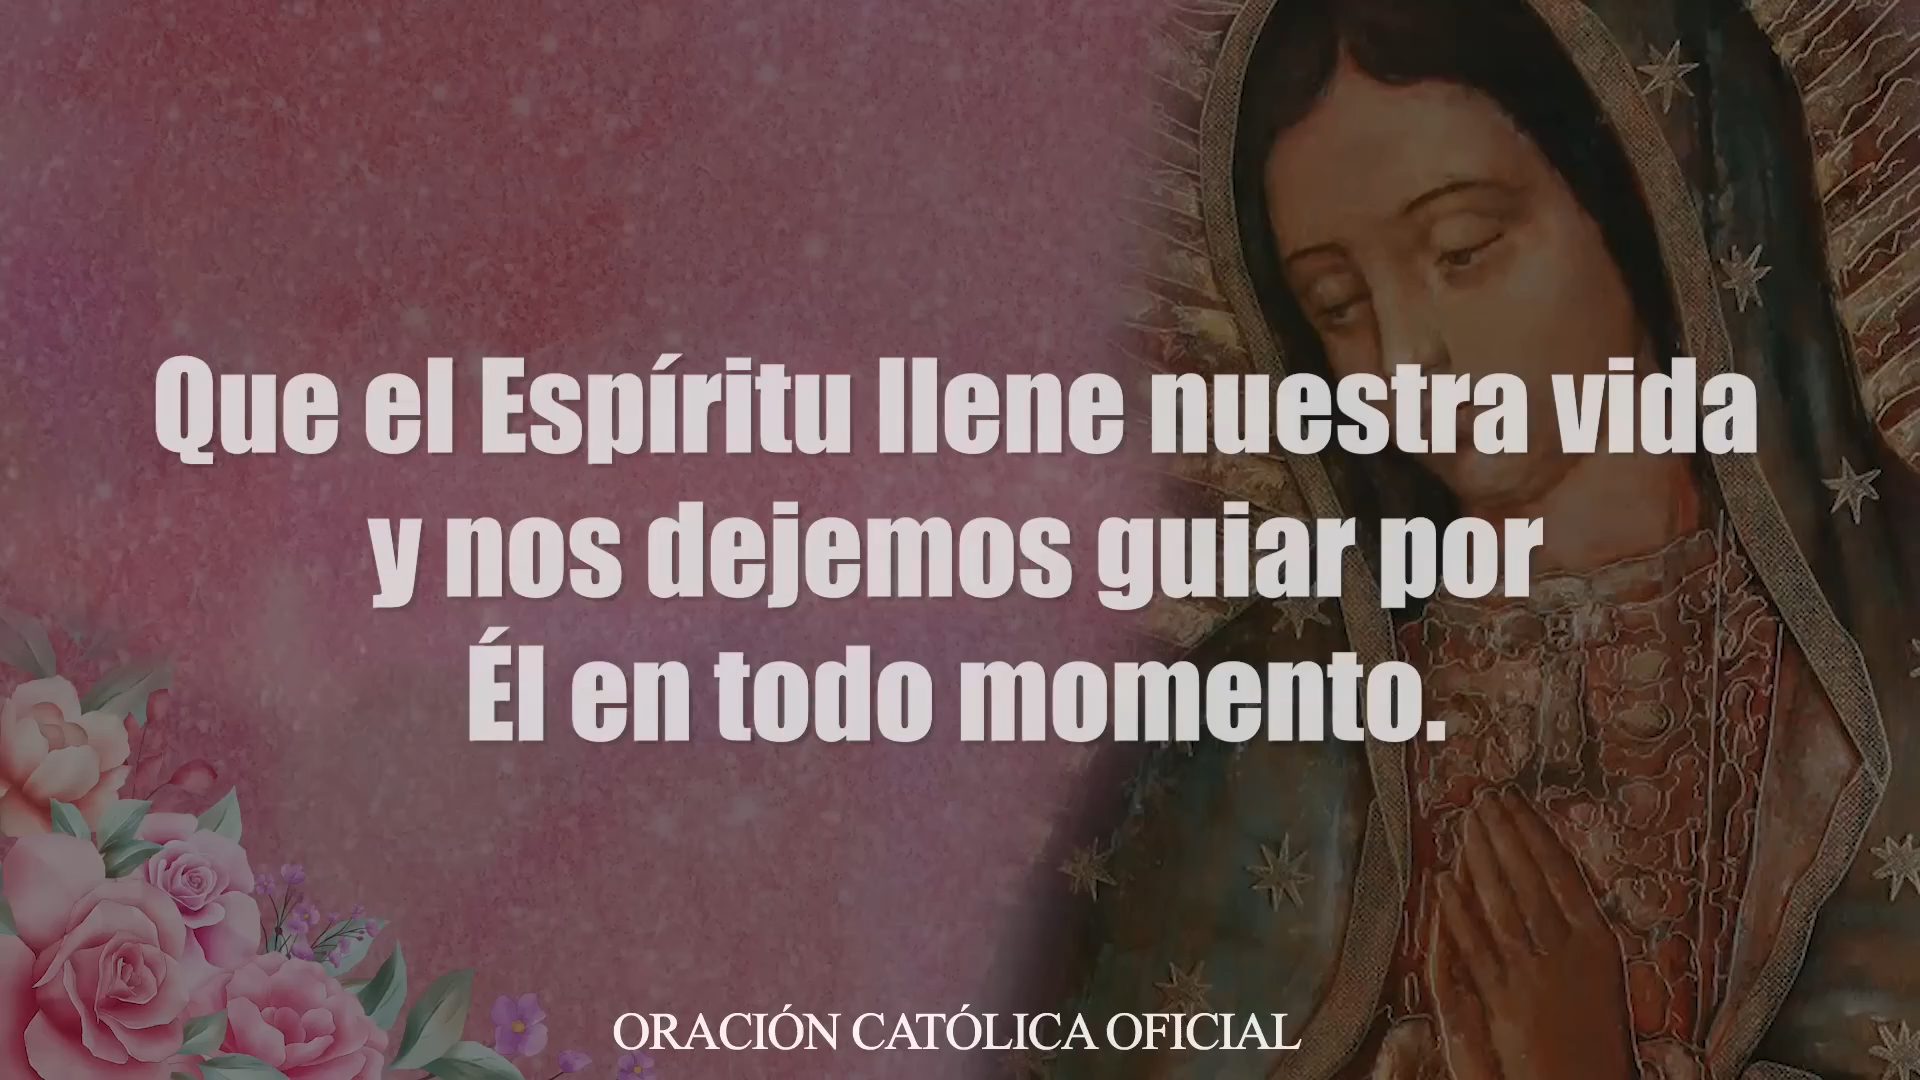 Que el Espíritu llene nuestra vida
y nos dejemos guiar por
Él en todo momento.
ORACIÓN CATÓLICA OFICIAL